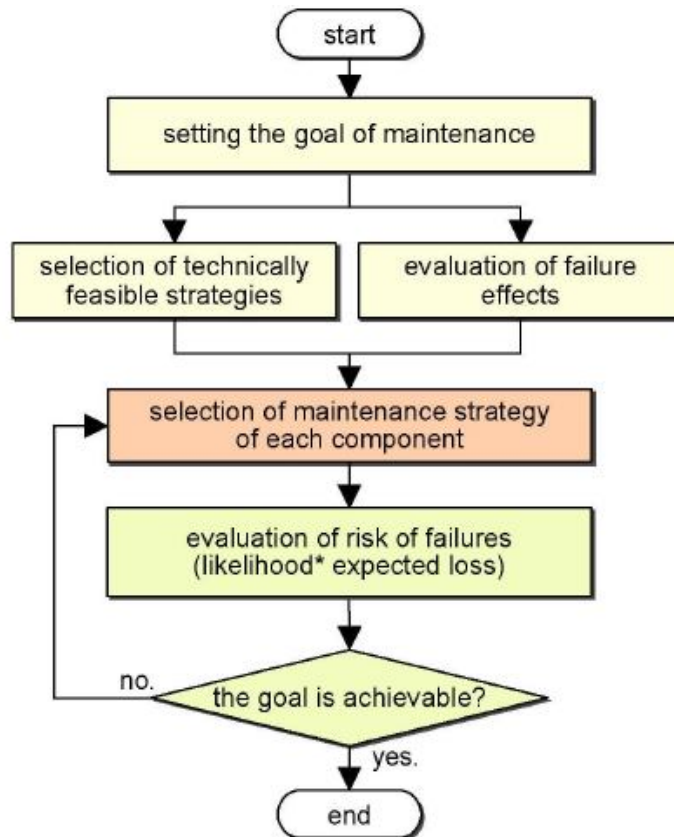 start
setting the goal of maintenance
selection of technically
feasible strategies
evaluation of failure
effects
selection of maintenance strategy
of each component
evaluation of risk of failures
(likelihood* expected loss)
no.
the goal is achievable?
yes.
end